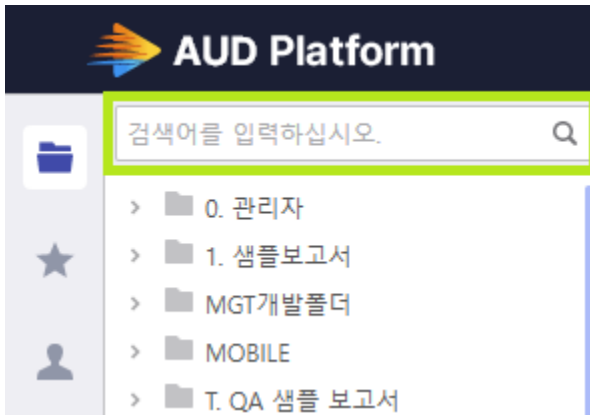 AUD Platform
검색어를 입력하십시오.
0. 관리자
1. 샘플보고서
MGT개발폴더
MOBILE
T. QA 샘플 보고서